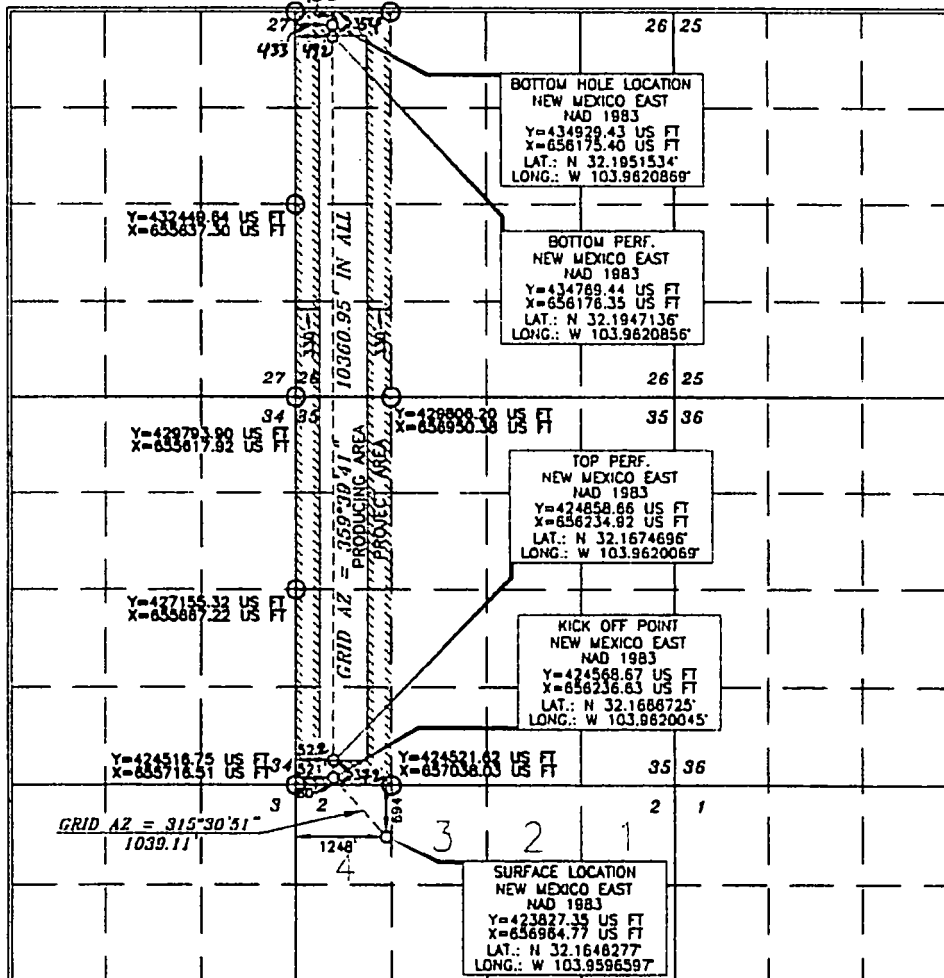 27
26 25
433 492
BOTTOM HOLE LOCATION
NEW MEXICO EAST
NAD 1983
Y=434929.43 US FT
X=656175.40 US FT
LAT.: N 32.1951534°
LONG.: W 103.9620869°
Y=432449.64 US FT
X=655637.30 US FT
BOTTOM PERF.
NEW MEXICO EAST
NAD 1983
Y=434769.44 US FT
X=656176.35 US FT
LAT.: N 32.1947136°
LONG.: W 103.9620856°
330'
330'
GRID AZ = 359°39'41" 10360.95' IN ALL
PRODUCING AREA
PROJECT AREA
27 26
26 25
34 35
35 36
Y=429793.90 US FT
X=655617.92 US FT
Y=429806.20 US FT
X=656950.38 US FT
TOP PERF.
NEW MEXICO EAST
NAD 1983
Y=424858.66 US FT
X=656234.92 US FT
LAT.: N 32.1674696°
LONG.: W 103.9620069°
Y=427155.32 US FT
X=655667.22 US FT
KICK OFF POINT
NEW MEXICO EAST
NAD 1983
Y=424568.67 US FT
X=656236.63 US FT
LAT.: N 32.1666725°
LONG.: W 103.9620045°
Y=424516.75 US FT
X=655716.51 US FT
34
522
521
Y=424521.62 US FT
X=657038.03 US FT
35 36
3 2
2 1
694
GRID AZ = 315°30'51"
1039.11'
1248'
4 3 2 1
SURFACE LOCATION
NEW MEXICO EAST
NAD 1983
Y=423827.35 US FT
X=656964.77 US FT
LAT.: N 32.1646277°
LONG.: W 103.9596597°